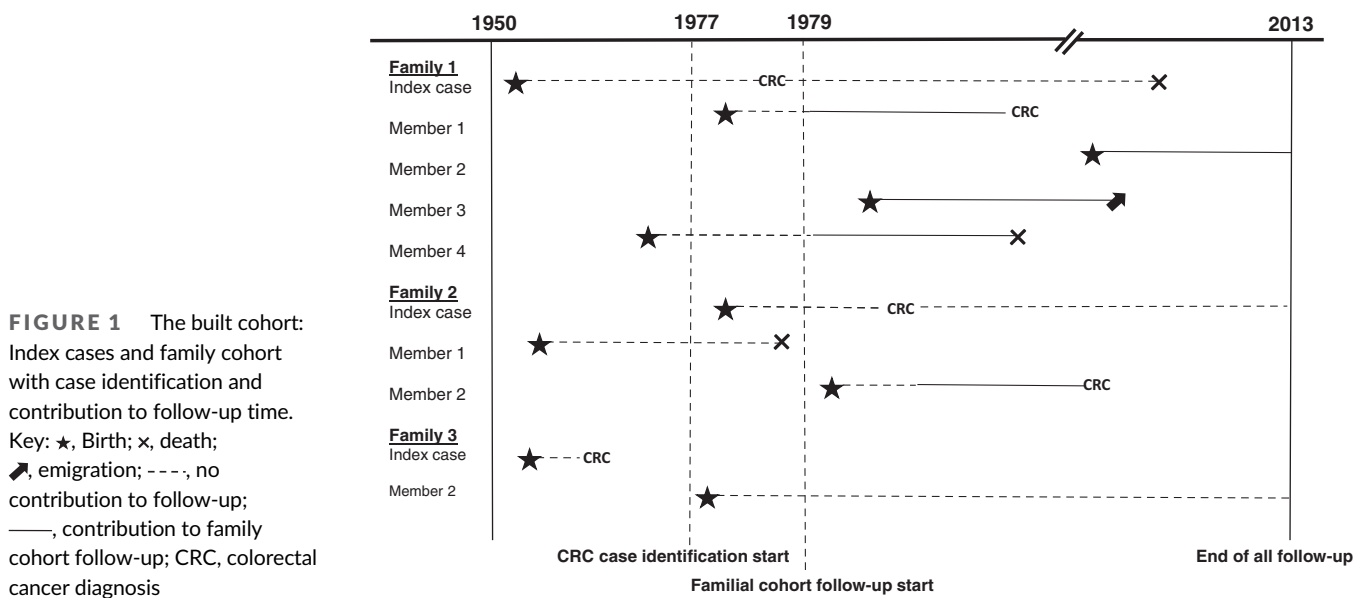 1950 1977 1979 2013
Family 1
Index case
CRC
Member 1
CRC
Member 2
Member 3
Member 4
Family 2
Index case
CRC
Member 1
Member 2
CRC
Family 3
Index case
CRC
Member 2
CRC case identification start
End of all follow-up
Familial cohort follow-up start
FIGURE 1 The built cohort:
Index cases and family cohort
with case identification and
contribution to follow-up time.
Key: ★, Birth; ×, death;
⬈, emigration; ----, no
contribution to follow-up;
——, contribution to family
cohort follow-up; CRC, colorectal
cancer diagnosis